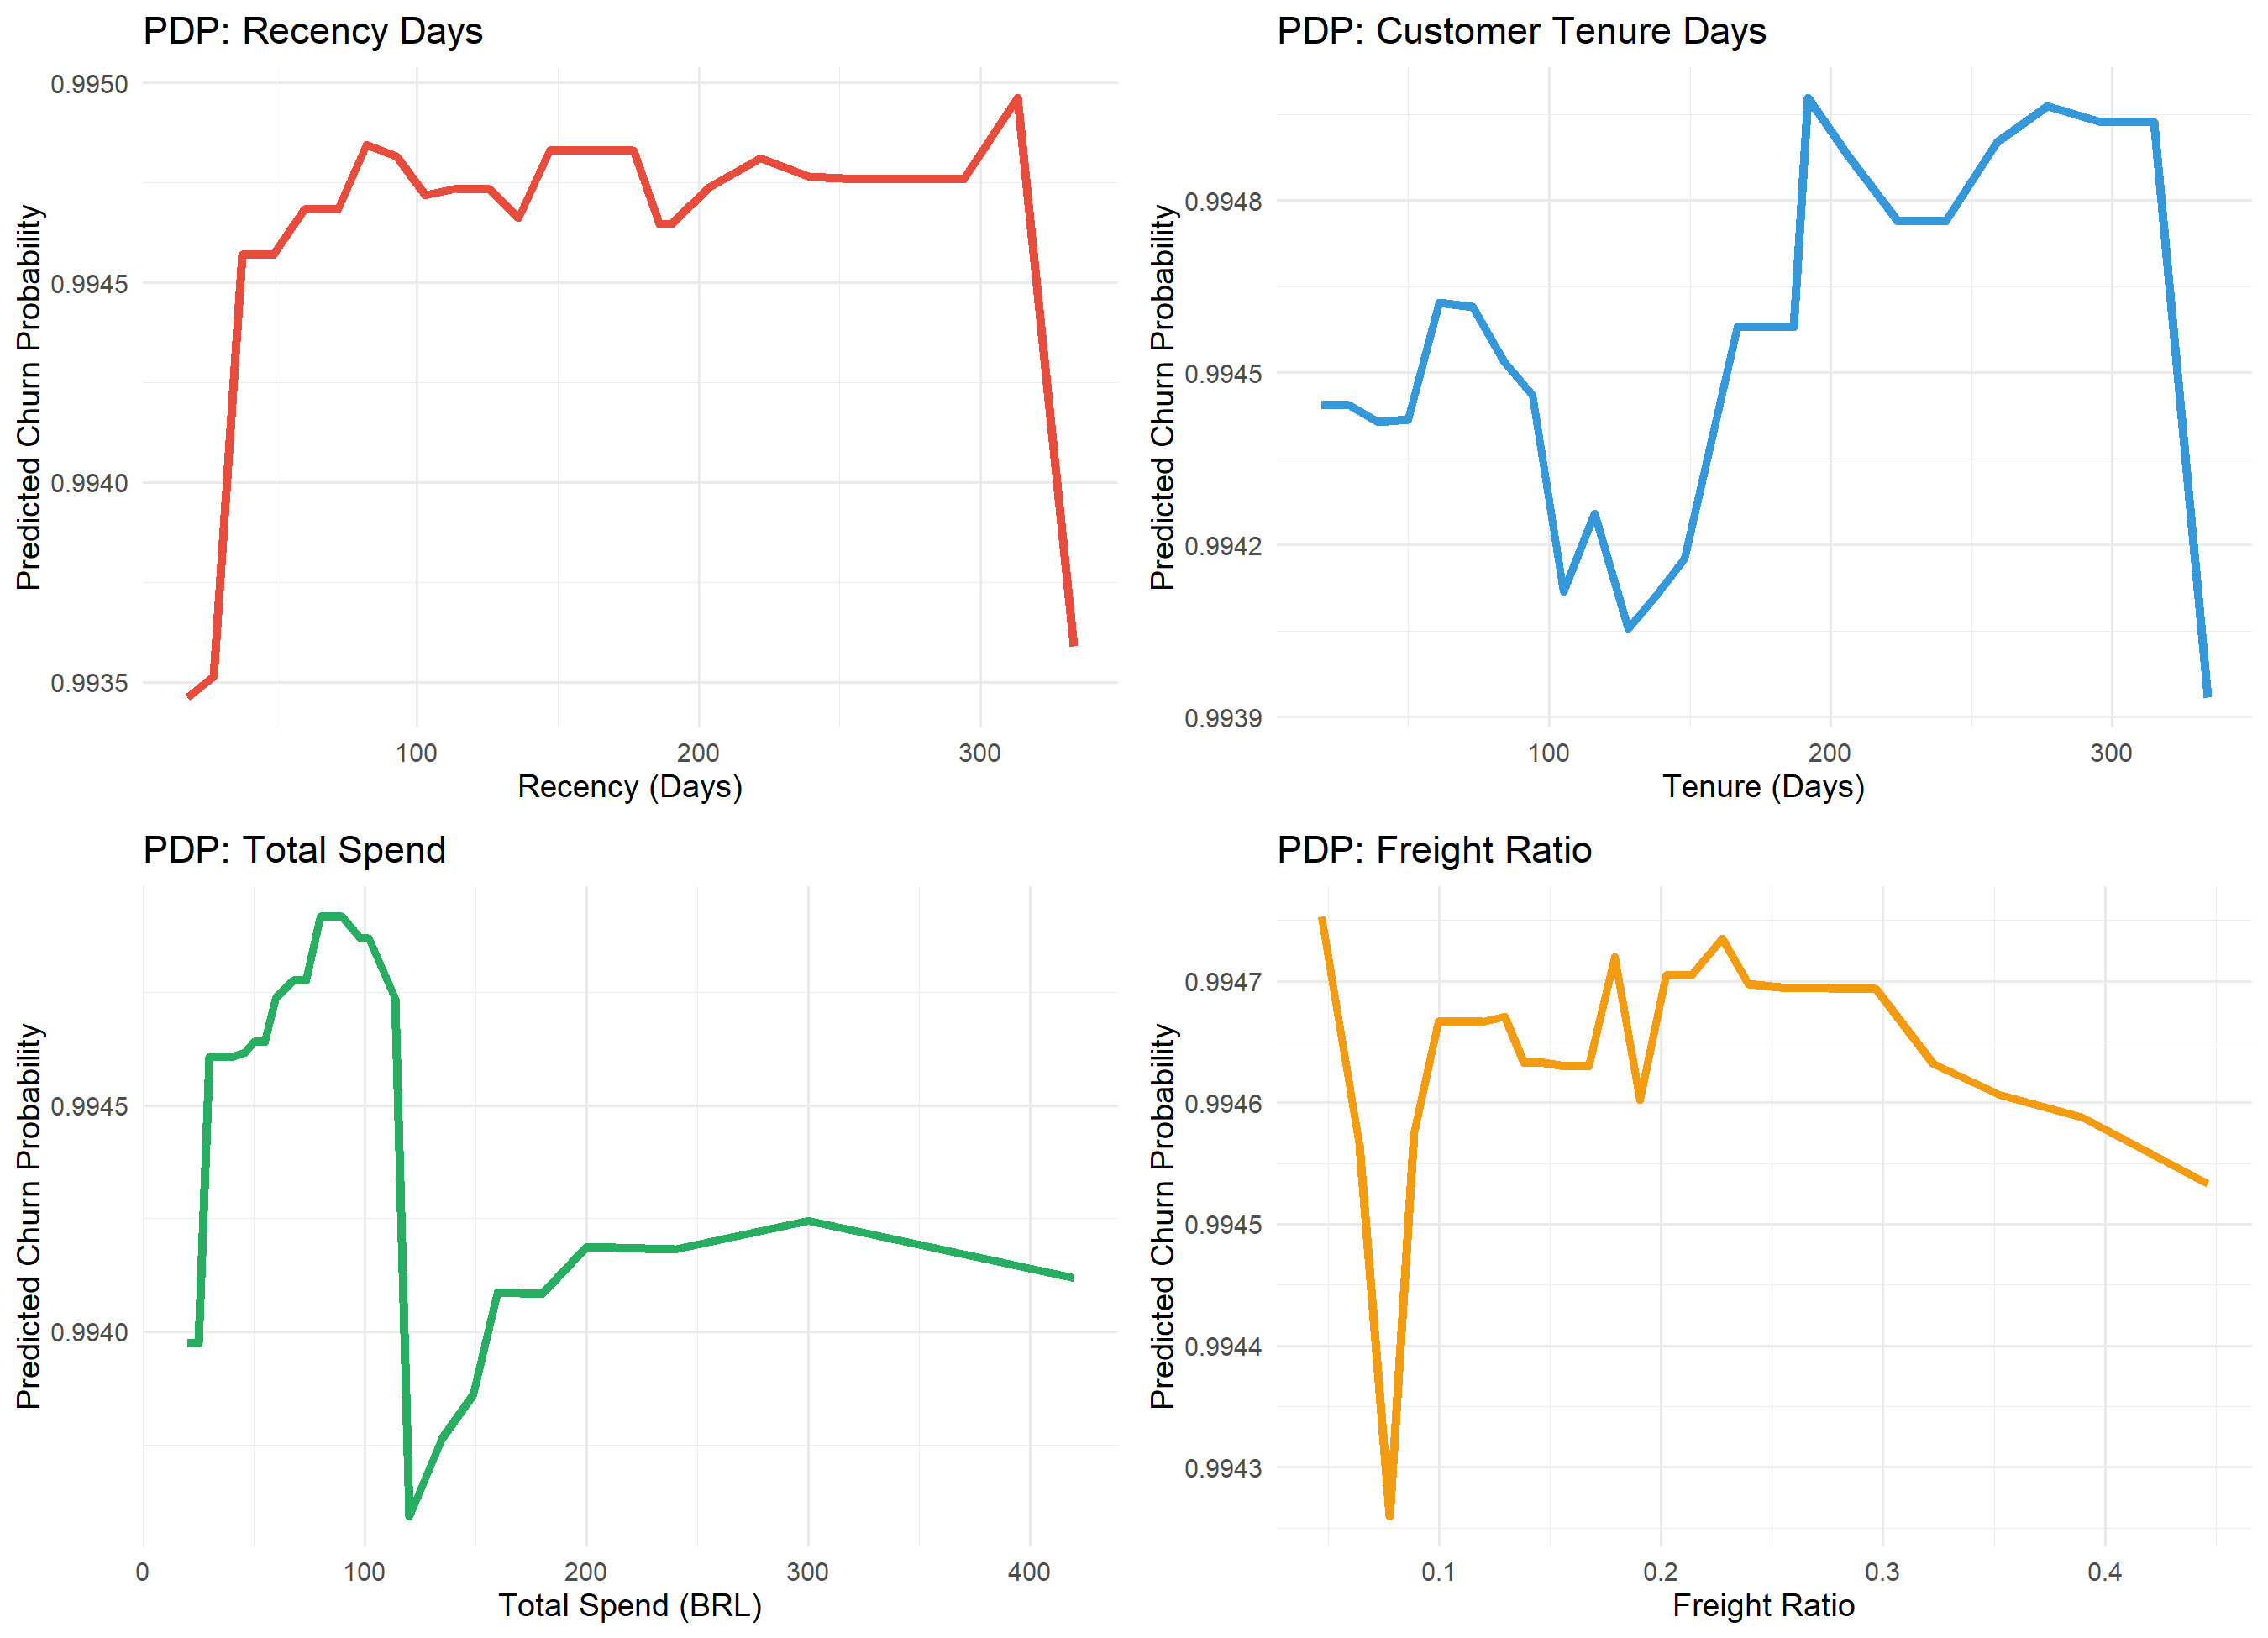 PDP: Recency Days
Predicted Churn Probability
0.9950
0.9945
0.9940
0.9935
100 200 300
Recency (Days)
PDP: Customer Tenure Days
Predicted Churn Probability
0.9948
0.9945
0.9942
0.9939
100 200 300
Tenure (Days)
PDP: Total Spend
Predicted Churn Probability
0.9945
0.9940
0 100 200 300 400
Total Spend (BRL)
PDP: Freight Ratio
Predicted Churn Probability
0.9947
0.9946
0.9945
0.9944
0.9943
0.1 0.2 0.3 0.4
Freight Ratio